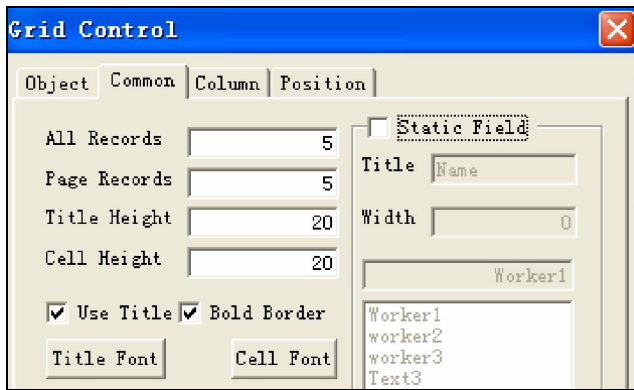 Grid Control
Object Common Column Position
All Records 5
Page Records 5
Title Height 20
Cell Height 20
Use Title Bold Border
Title Font Cell Font
Static Field
Title Name
Width 0
Worker1
Worker1
worker2
worker3
Text3